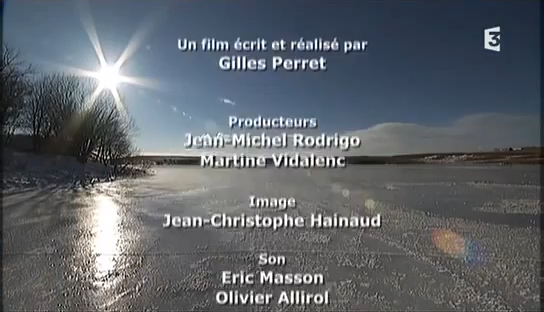 Un film écrit et réalisé par
Gilles Perret
3
Producteurs
Jean-Michel Rodrigo
Martine Vidalenc
Image
Jean-Christophe Hainaud
Son
Eric Masson
Olivier Allirol